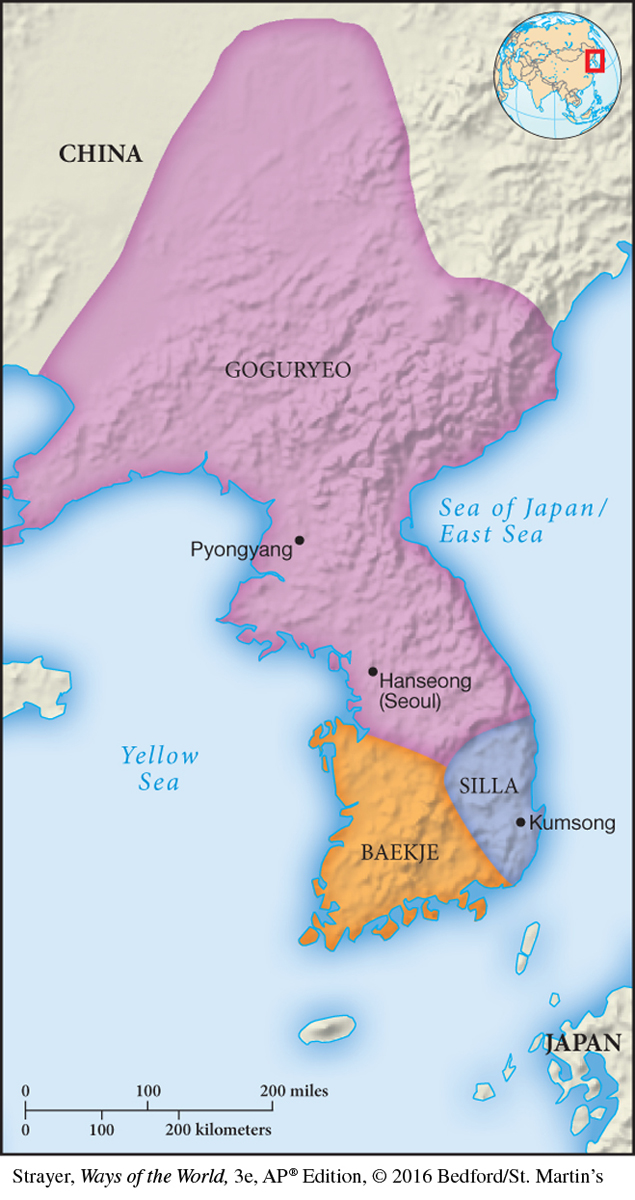 CHINA
GOGURYEO
Sea of Japan/
East Sea
Pyongyang
Hanseong
(Seoul)
Yellow
Sea
SILLA
Kumsong
BAEKJE
JAPAN
0 100 200 miles
0 100 200 kilometers
Strayer, Ways of the World, 3e, AP® Edition, © 2016 Bedford/St. Martin’s